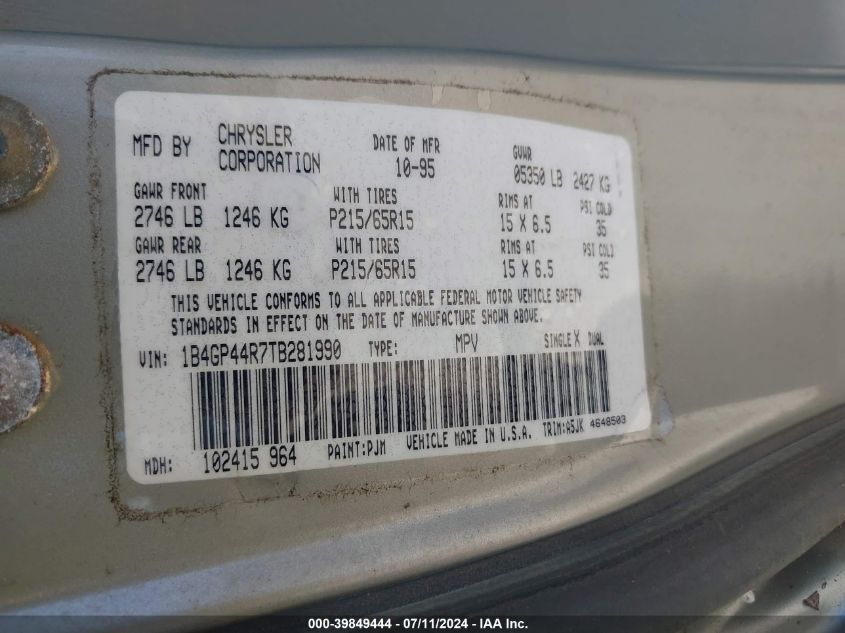 MFD BY CHRYSLER CORPORATION DATE OF MFR 10-95 GVWR 05350 LB 2427 KG
GAWR FRONT WITH TIRES RIMS AT PSI COLD
2746 LB 1246 KG P215/65R15 15 X 6.5 35
GAWR REAR WITH TIRES RIMS AT PSI COLD
2746 LB 1246 KG P215/65R15 15 X 6.5 35
THIS VEHICLE CONFORMS TO ALL APPLICABLE FEDERAL MOTOR VEHICLE SAFETY
STANDARDS IN EFFECT ON THE DATE OF MANUFACTURE SHOWN ABOVE.
VIN: 1B4GP44R7TB281990 TYPE: MPV SINGLE X DUAL
MDH: 102415 964 PAINT:PJM VEHICLE MADE IN U.S.A. TRIM:A5JK 4648503
000-39849444 - 07/11/2024 - IAA Inc.